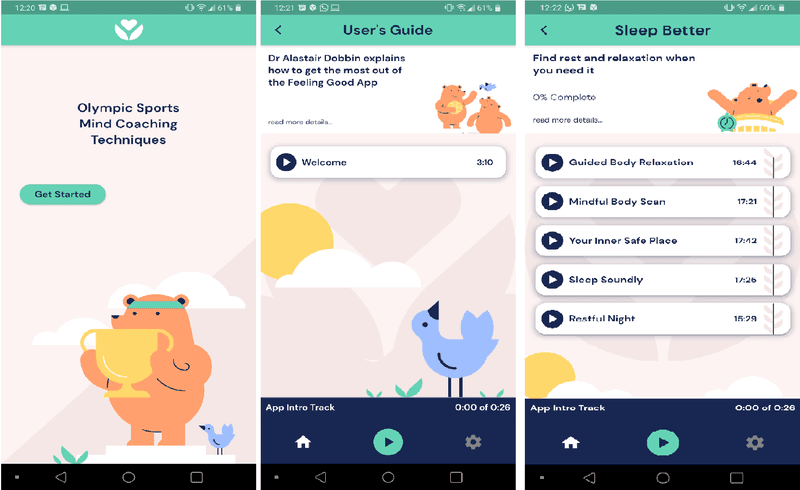 12:20
61%
Olympic Sports
Mind Coaching
Techniques
Get Started
12:21
61%
User's Guide
Dr Alastair Dobbin explains
how to get the most out of
the Feeling Good App
read more details...
Welcome 3:10
App Intro Track 0:00 of 0:26
12:22
60%
Sleep Better
Find rest and relaxation when
you need it
0% Complete
read more details...
Guided Body Relaxation 16:44
Mindful Body Scan 17:21
Your Inner Safe Place 17:42
Sleep Soundly 17:26
Restful Night 15:29
App Intro Track 0:00 of 0:26